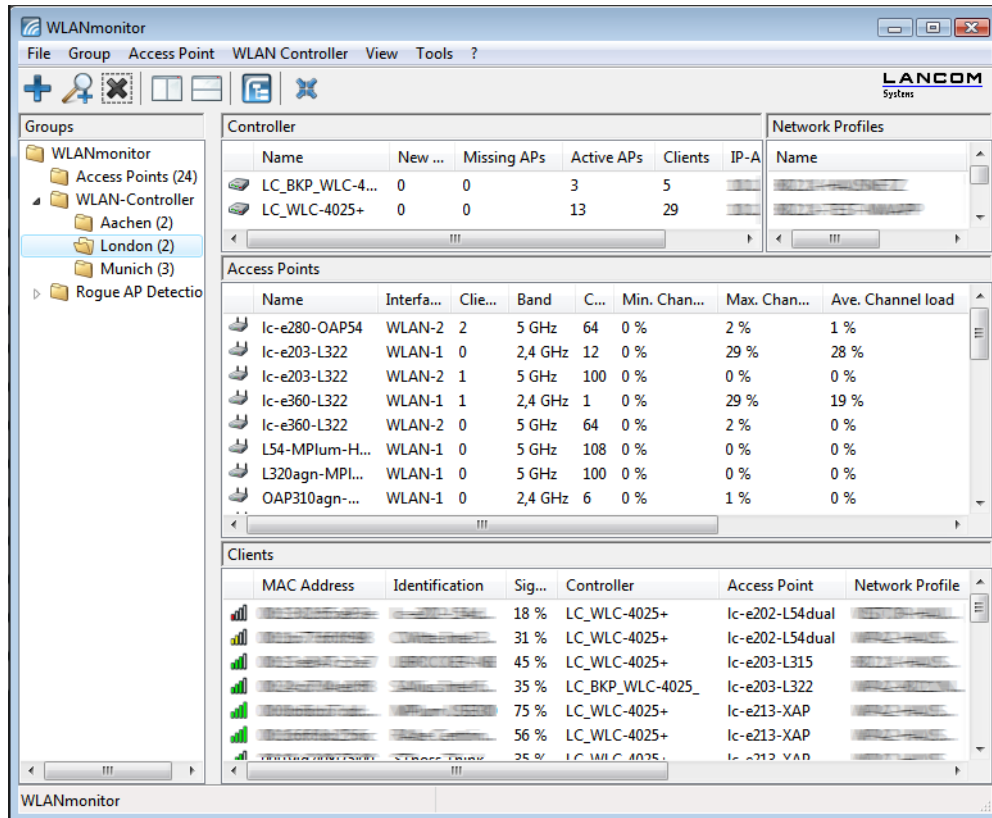 WLANmonitor
File Group Access Point WLAN Controller View Tools ?
LANCOM
Systems
Groups
WLANmonitor
Access Points (24)
WLAN-Controller
Aachen (2)
London (2)
Munich (3)
Rogue AP Detectio
Controller
Name New ... Missing APs Active APs Clients IP-A
LC_BKP_WLC-4... 0 0 3 5
LC_WLC-4025+ 0 0 13 29
Network Profiles
Name
Access Points
Name Interfa... Clie... Band C... Min. Chan... Max. Chan... Ave. Channel load
lc-e280-OAP54 WLAN-2 2 5 GHz 64 0 % 2 % 1 %
lc-e203-L322 WLAN-1 0 2,4 GHz 12 0 % 29 % 28 %
lc-e203-L322 WLAN-2 1 5 GHz 100 0 % 0 % 0 %
lc-e360-L322 WLAN-1 1 2,4 GHz 1 0 % 29 % 19 %
lc-e360-L322 WLAN-2 0 5 GHz 64 0 % 2 % 0 %
L54-MPlum-H... WLAN-1 0 5 GHz 108 0 % 0 % 0 %
L320agn-MPl... WLAN-1 0 5 GHz 100 0 % 0 % 0 %
OAP310agn-... WLAN-1 0 2,4 GHz 6 0 % 1 % 0 %
Clients
MAC Address Identification Sig... Controller Access Point Network Profile
18 % LC_WLC-4025+ lc-e202-L54dual
31 % LC_WLC-4025+ lc-e202-L54dual
45 % LC_WLC-4025+ lc-e203-L315
35 % LC_BKP_WLC-4025_ lc-e203-L322
75 % LC_WLC-4025+ lc-e213-XAP
56 % LC_WLC-4025+ lc-e213-XAP
WLANmonitor